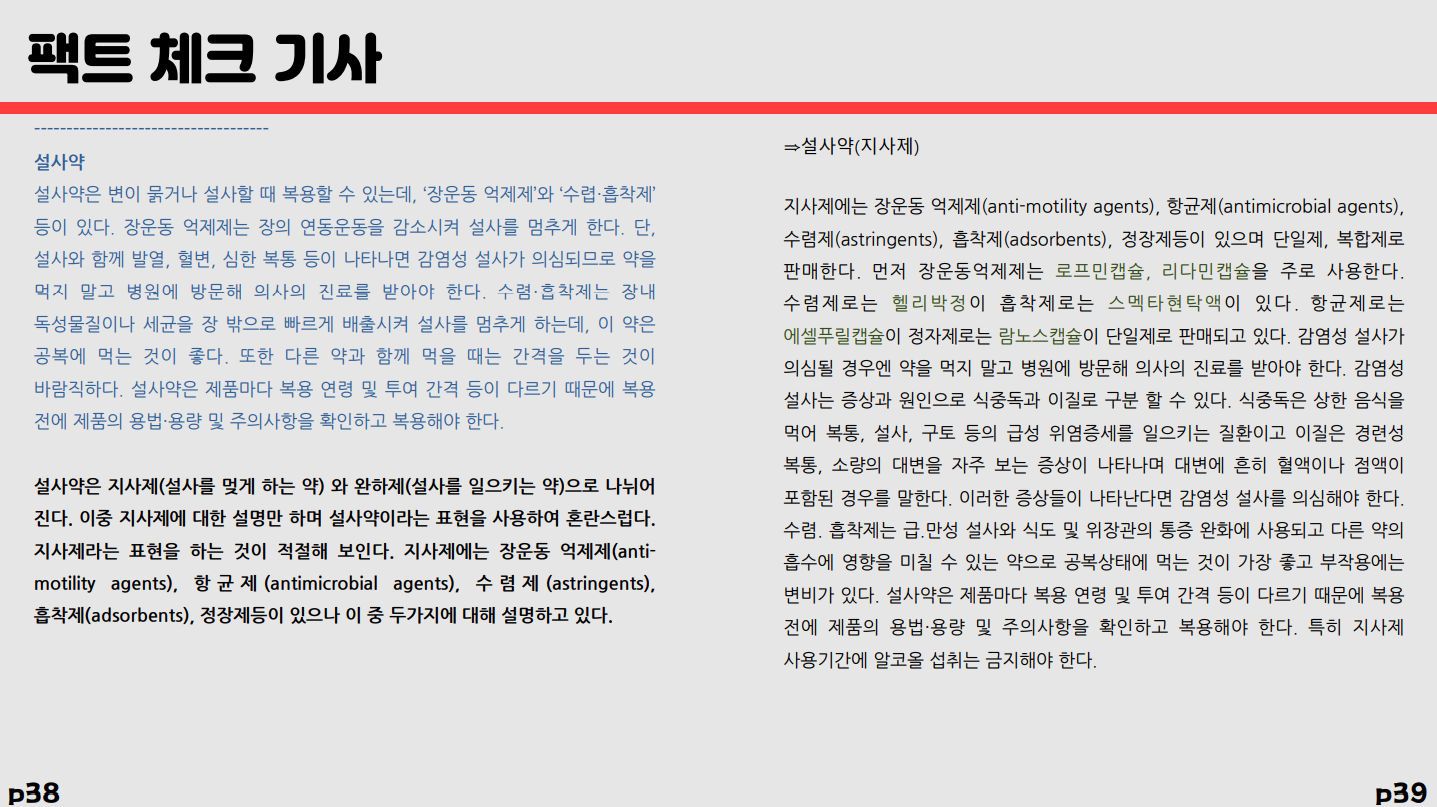 팩트 체크 기사
------------------------------------
설사약
설사약은 변이 묽거나 설사할 때 복용할 수 있는데, ‘장운동 억제제’와 ‘수렵·흡착제’
등이 있다. 장운동 억제제는 장의 연동운동을 감소시켜 설사를 멈추게 한다. 단,
설사와 함께 발열, 혈변, 심한 복통 등이 나타나면 감염성 설사가 의심되므로 약을
먹지 말고 병원에 방문해 의사의 진료를 받아야 한다. 수렴·흡착제는 장내
독성물질이나 세균을 장 밖으로 빠르게 배출시켜 설사를 멈추게 하는데, 이 약은
공복에 먹는 것이 좋다. 또한 다른 약과 함께 먹을 때는 간격을 두는 것이
바람직하다. 설사약은 제품마다 복용 연령 및 투여 간격 등이 다르기 때문에 복용
전에 제품의 용법·용량 및 주의사항을 확인하고 복용해야 한다.
설사약은 지사제(설사를 멎게 하는 약) 와 완하제(설사를 일으키는 약)으로 나뉘어
진다. 이중 지사제에 대한 설명만 하며 설사약이라는 표현을 사용하여 혼란스럽다.
지사제라는 표현을 하는 것이 적절해 보인다. 지사제에는 장운동 억제제(anti-
motility agents), 항균제(antimicrobial agents), 수렴제(astringents),
흡착제(adsorbents), 정장제등이 있으나 이 중 두가지에 대해 설명하고 있다.
⇒설사약(지사제)
지사제에는 장운동 억제제(anti-motility agents), 항균제(antimicrobial agents),
수렴제(astringents), 흡착제(adsorbents), 정장제등이 있으며 단일제, 복합제로
판매한다. 먼저 장운동억제제는 로프민캡슐, 리다민캡슐을 주로 사용한다.
수렴제로는 헬리박정이 흡착제로는 스멕타현탁액이 있다. 항균제로는
에셀푸릴캡슐이 정자제로는 람노스캡슐이 단일제로 판매되고 있다. 감염성 설사가
의심될 경우엔 약을 먹지 말고 병원에 방문해 의사의 진료를 받아야 한다. 감염성
설사는 증상과 원인으로 식중독과 이질로 구분 할 수 있다. 식중독은 상한 음식을
먹어 복통, 설사, 구토 등의 급성 위염증세를 일으키는 질환이고 이질은 경련성
복통, 소량의 대변을 자주 보는 증상이 나타나며 대변에 흔히 혈액이나 점액이
포함된 경우를 말한다. 이러한 증상들이 나타난다면 감염성 설사를 의심해야 한다.
수렴. 흡착제는 급.만성 설사와 식도 및 위장관의 통증 완화에 사용되고 다른 약의
흡수에 영향을 미칠 수 있는 약으로 공복상태에 먹는 것이 가장 좋고 부작용에는
변비가 있다. 설사약은 제품마다 복용 연령 및 투여 간격 등이 다르기 때문에 복용
전에 제품의 용법·용량 및 주의사항을 확인하고 복용해야 한다. 특히 지사제
사용기간에 알코올 섭취는 금지해야 한다.
p38
p39